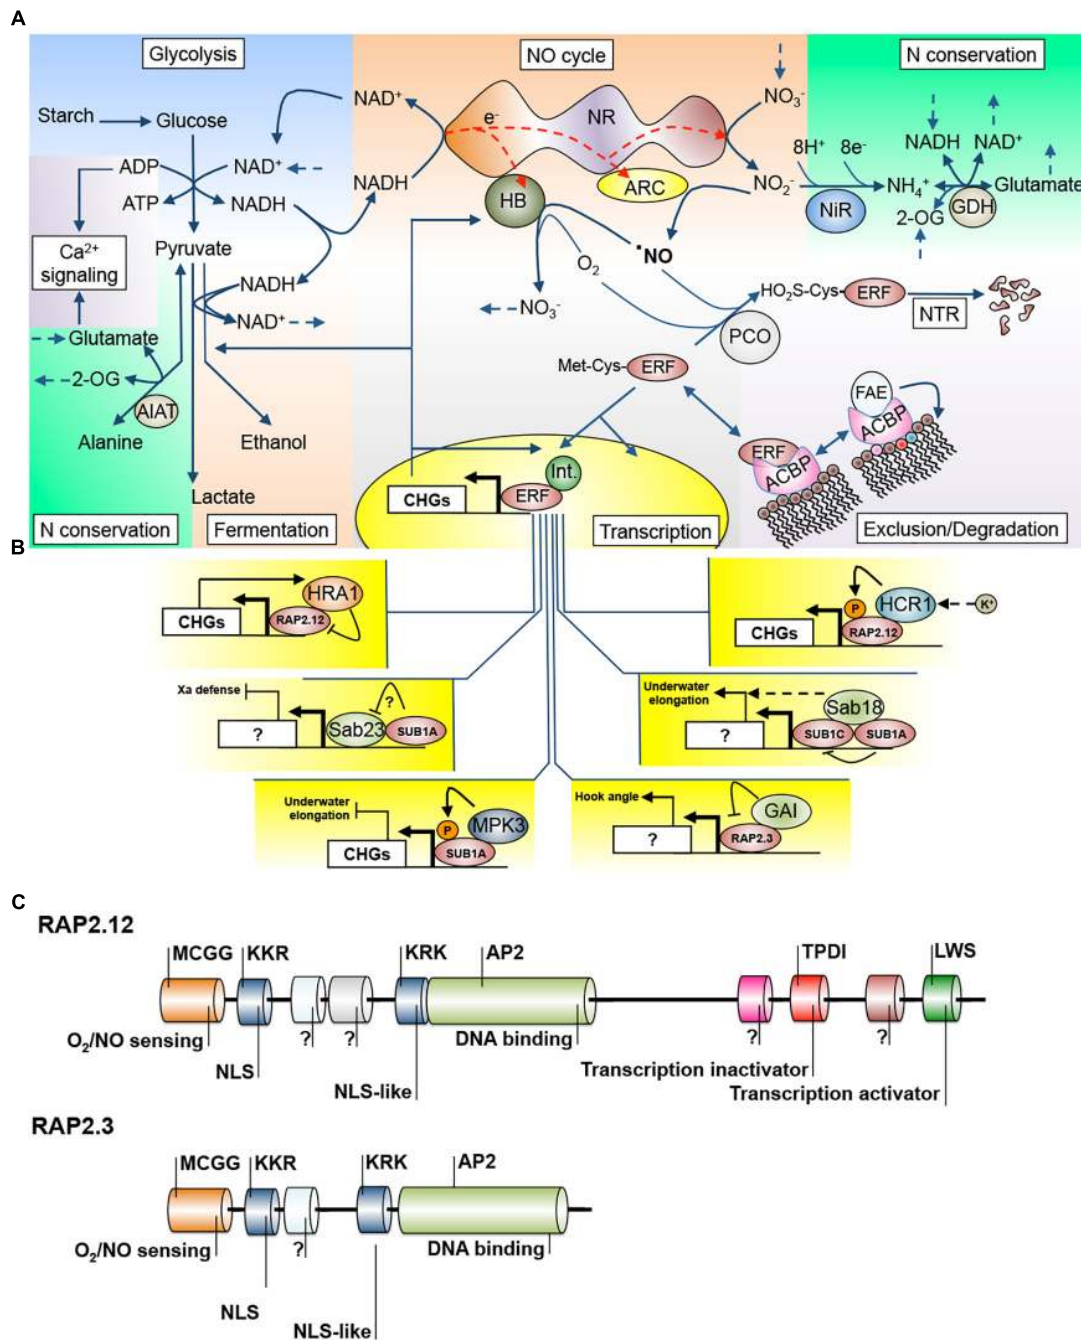 A
Glycolysis
NO cycle
N conservation
Starch
Glucose
NAD⁺
e⁻
NR
NO₃⁻
ADP
NAD⁺
NADH
HB
ARC
NO₂⁻
8H⁺
8e⁻
NADH
NAD⁺
NH₄⁺
Glutamate
ATP
NADH
NiR
2-OG
GDH
Ca²⁺
signaling
Pyruvate
O₂
•NO
NADH
NO₃⁻
HO₂S-Cys-
ERF
NTR
NAD⁺
PCO
Glutamate
Met-Cys-
ERF
2-OG
AlAT
FAE
ACBP
Alanine
Ethanol
ERF
ACBP
Int.
CHGs
ERF
Lactate
N conservation
Fermentation
Transcription
Exclusion/Degradation
B
HRA1
CHGs
RAP2.12
P
HCR1
K⁺
CHGs
RAP2.12
Xa defense
?
?
Sab23
SUB1A
Underwater
elongation
Sab18
?
SUB1C
SUB1A
Underwater
elongation
P
MPK3
CHGs
SUB1A
Hook angle
GAI
?
RAP2.3
C
RAP2.12
MCGG
KKR
KRK
AP2
TPDI
LWS
O₂/NO sensing
?
?
DNA binding
?
?
NLS
NLS-like
Transcription inactivator
Transcription activator
RAP2.3
MCGG
KKR
KRK
AP2
O₂/NO sensing
?
DNA binding
NLS
NLS-like